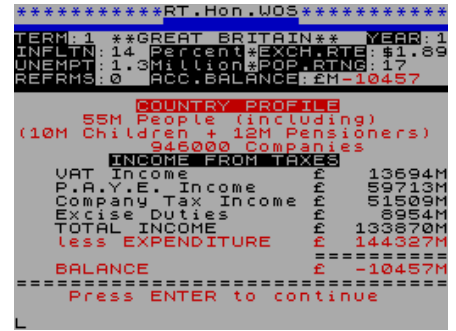 ***********RT.Hon.WOS***********
TERM:1 **GREAT BRITAIN** YEAR:1
INFLTN:14 Percent*EXCH.RTE:$1.89
UNEMPT:1.3Million*POP.RTNG:17
REFRMS:0 ACC.BALANCE:£M-10457
COUNTRY PROFILE
55M People (including)
(10M Children + 12M Pensioners)
946000 Companies
INCOME FROM TAXES
VAT Income £ 13694M
P.A.Y.E. Income £ 59713M
Company Tax Income £ 51509M
Excise Duties £ 8954M
TOTAL INCOME £ 133870M
less EXPENDITURE £ 144327M
=========
BALANCE £ -10457M
================================
Press ENTER to continue
================================
L